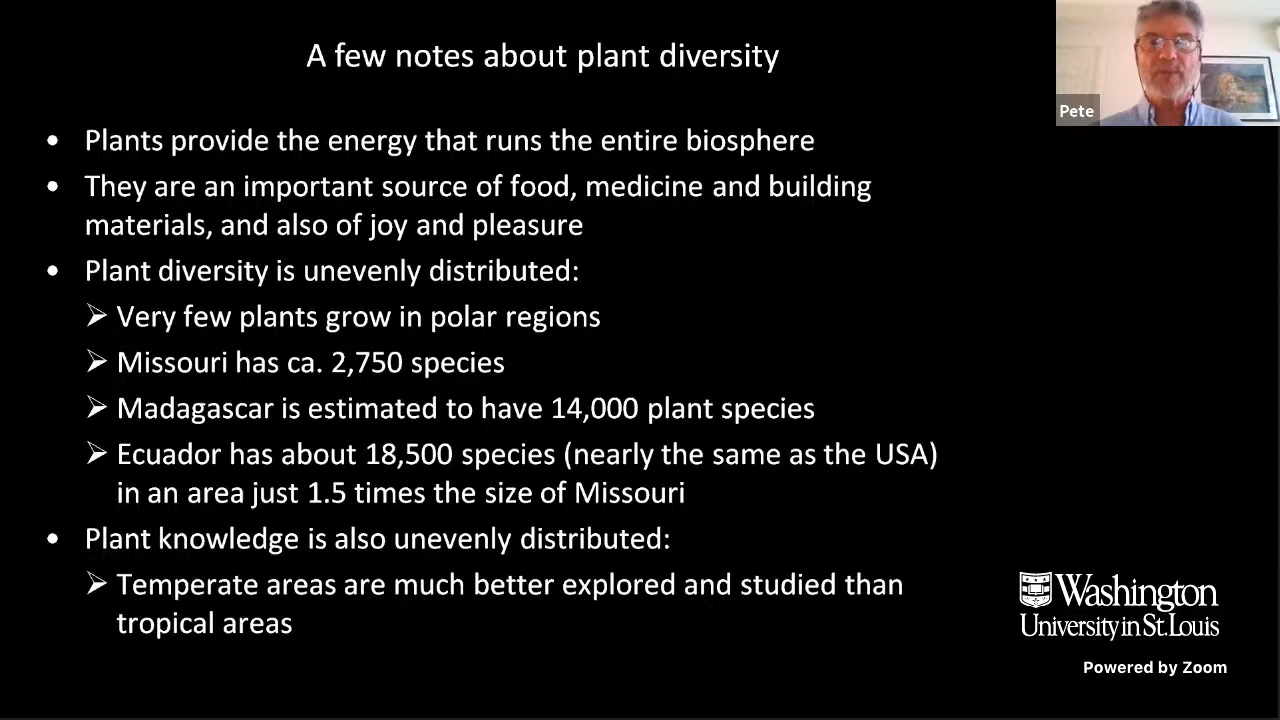 A few notes about plant diversity
Pete
• Plants provide the energy that runs the entire biosphere
• They are an important source of food, medicine and building
materials, and also of joy and pleasure
• Plant diversity is unevenly distributed:
➢ Very few plants grow in polar regions
➢ Missouri has ca. 2,750 species
➢ Madagascar is estimated to have 14,000 plant species
➢ Ecuador has about 18,500 species (nearly the same as the USA)
in an area just 1.5 times the size of Missouri
• Plant knowledge is also unevenly distributed:
➢ Temperate areas are much better explored and studied than
tropical areas
Washington
University in St. Louis
Powered by Zoom